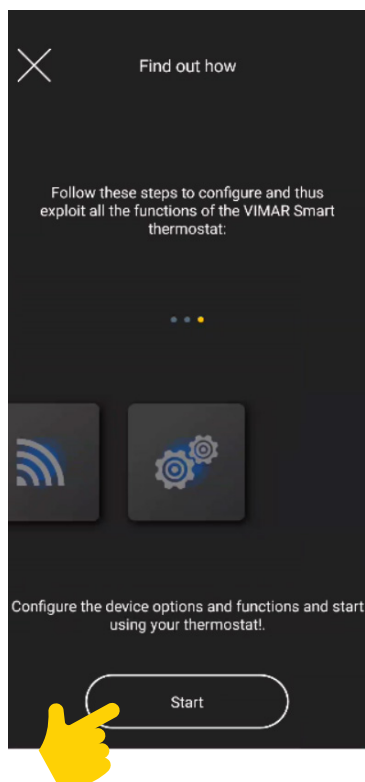 Find out how
Follow these steps to configure and thus
exploit all the functions of the VIMAR Smart
thermostat:
Configure the device options and functions and start
using your thermostat!.
Start